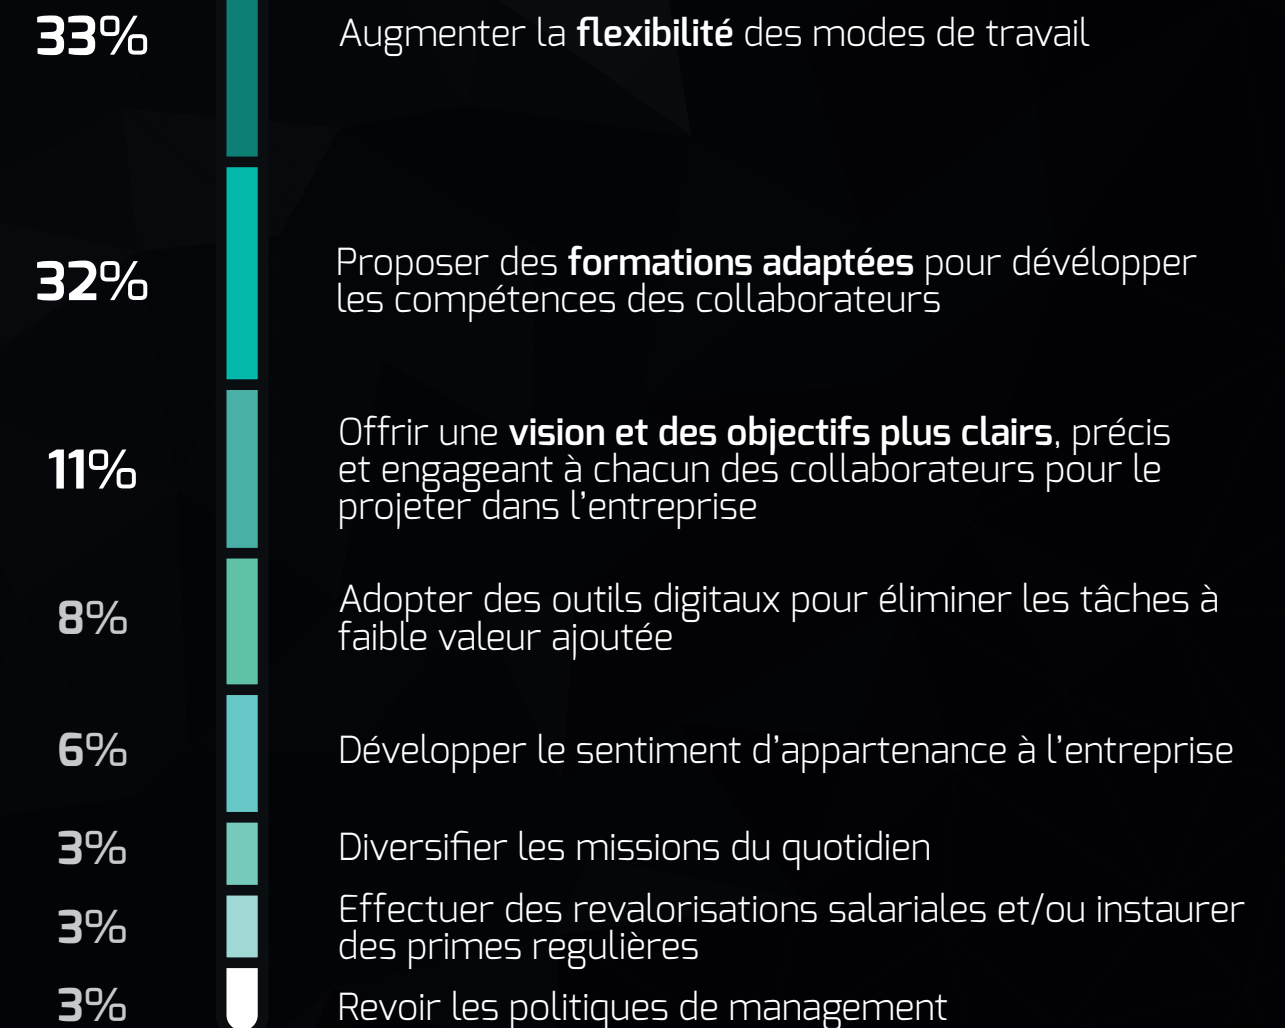 33%
Augmenter la flexibilité des modes de travail
32%
Proposer des formations adaptées pour dévélopper
les compétences des collaborateurs
11%
Offrir une vision et des objectifs plus clairs, précis
et engageant à chacun des collaborateurs pour le
projeter dans l’entreprise
8%
Adopter des outils digitaux pour éliminer les tâches à
faible valeur ajoutée
6%
Développer le sentiment d’appartenance à l’entreprise
3%
Diversifier les missions du quotidien
3%
Effectuer des revalorisations salariales et/ou instaurer
des primes regulières
3%
Revoir les politiques de management